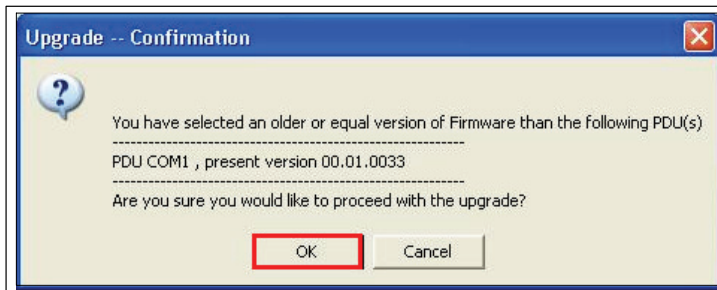 Upgrade -- Confirmation
You have selected an older or equal version of Firmware than the following PDU(s)
------------------------------------------------------------
PDU COM1 , present version 00.01.0033
------------------------------------------------------------
Are you sure you would like to proceed with the upgrade?
OK
Cancel